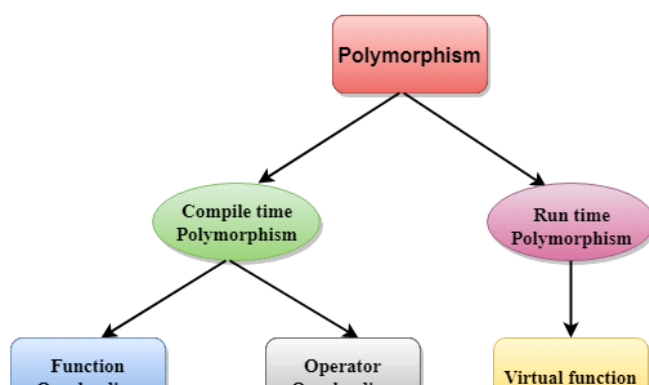 Polymorphism
Compile time
Polymorphism
Run time
Polymorphism
Function
Operator
Virtual function